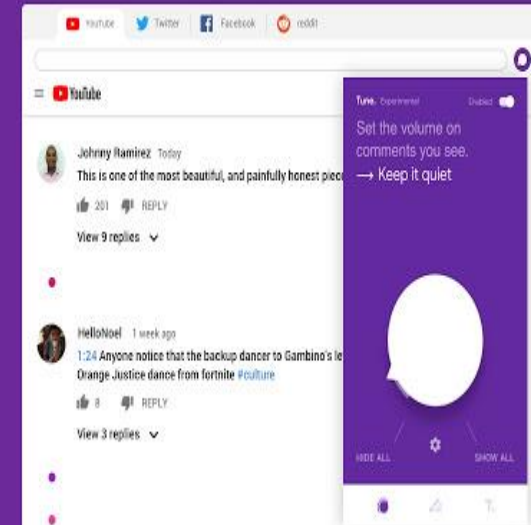 YouTube
Twitter
Facebook
reddit
YouTube
Johnny Ramirez Today
This is one of the most beautiful, and painfully honest piec
201 REPLY
View 9 replies
HelloNoel 1 week ago
1:24 Anyone notice that the backup dancer to Gambino's le
Orange Justice dance from fortnite #culture
8 REPLY
View 3 replies
Tune. Experimental
Set the volume on
comments you see.
→ Keep it quiet
HIDE ALL
SHOW ALL